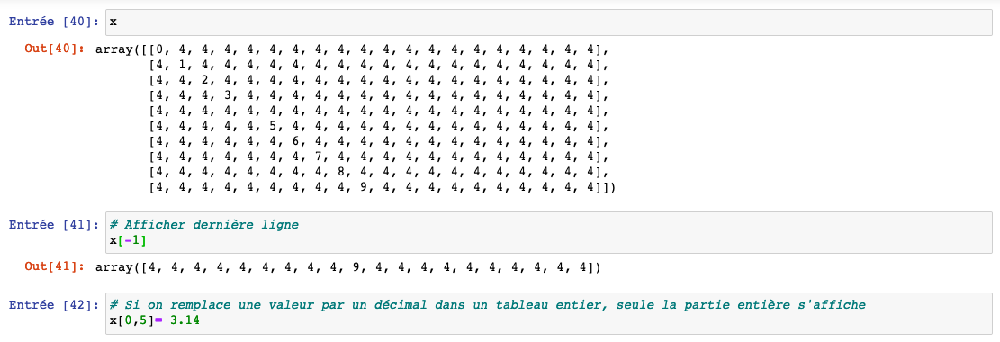 Entrée [40]: x
Out[40]: array([[0, 4, 4, 4, 4, 4, 4, 4, 4, 4, 4, 4, 4, 4, 4, 4, 4, 4, 4, 4],
[4, 1, 4, 4, 4, 4, 4, 4, 4, 4, 4, 4, 4, 4, 4, 4, 4, 4, 4, 4],
[4, 4, 2, 4, 4, 4, 4, 4, 4, 4, 4, 4, 4, 4, 4, 4, 4, 4, 4, 4],
[4, 4, 4, 3, 4, 4, 4, 4, 4, 4, 4, 4, 4, 4, 4, 4, 4, 4, 4, 4],
[4, 4, 4, 4, 4, 4, 4, 4, 4, 4, 4, 4, 4, 4, 4, 4, 4, 4, 4, 4],
[4, 4, 4, 4, 4, 5, 4, 4, 4, 4, 4, 4, 4, 4, 4, 4, 4, 4, 4, 4],
[4, 4, 4, 4, 4, 4, 6, 4, 4, 4, 4, 4, 4, 4, 4, 4, 4, 4, 4, 4],
[4, 4, 4, 4, 4, 4, 4, 7, 4, 4, 4, 4, 4, 4, 4, 4, 4, 4, 4, 4],
[4, 4, 4, 4, 4, 4, 4, 4, 8, 4, 4, 4, 4, 4, 4, 4, 4, 4, 4, 4],
[4, 4, 4, 4, 4, 4, 4, 4, 4, 9, 4, 4, 4, 4, 4, 4, 4, 4, 4, 4]])
Entrée [41]: # Afficher dernière ligne
x[-1]
Out[41]: array([4, 4, 4, 4, 4, 4, 4, 4, 4, 9, 4, 4, 4, 4, 4, 4, 4, 4, 4, 4])
Entrée [42]: # Si on remplace une valeur par un décimal dans un tableau entier, seule la partie entière s'affiche
x[0,5]= 3.14